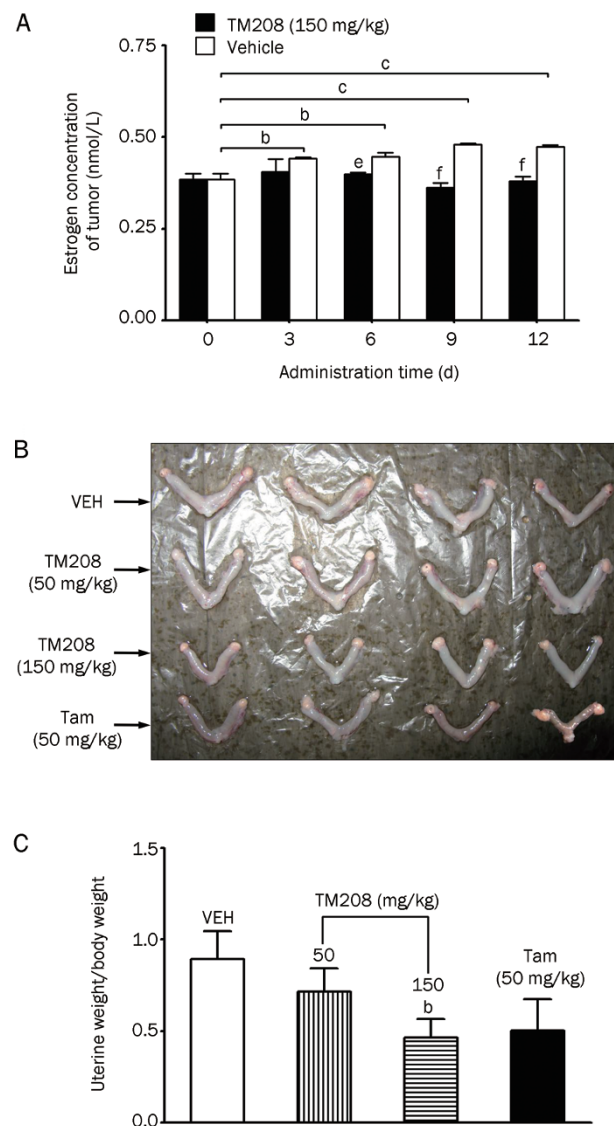 A
TM208 (150 mg/kg)
Vehicle
0.75
0.50
0.25
0.00
Estrogen concentration
of tumor (nmol/L)
c
c
b
b
e
f
f
0
3
6
9
12
Administration time (d)
B
VEH
TM208
(50 mg/kg)
TM208
(150 mg/kg)
Tam
(50 mg/kg)
C
1.5
1.0
0.5
0.0
Uterine weight/body weight
TM208 (mg/kg)
VEH
50
150
b
Tam
(50 mg/kg)